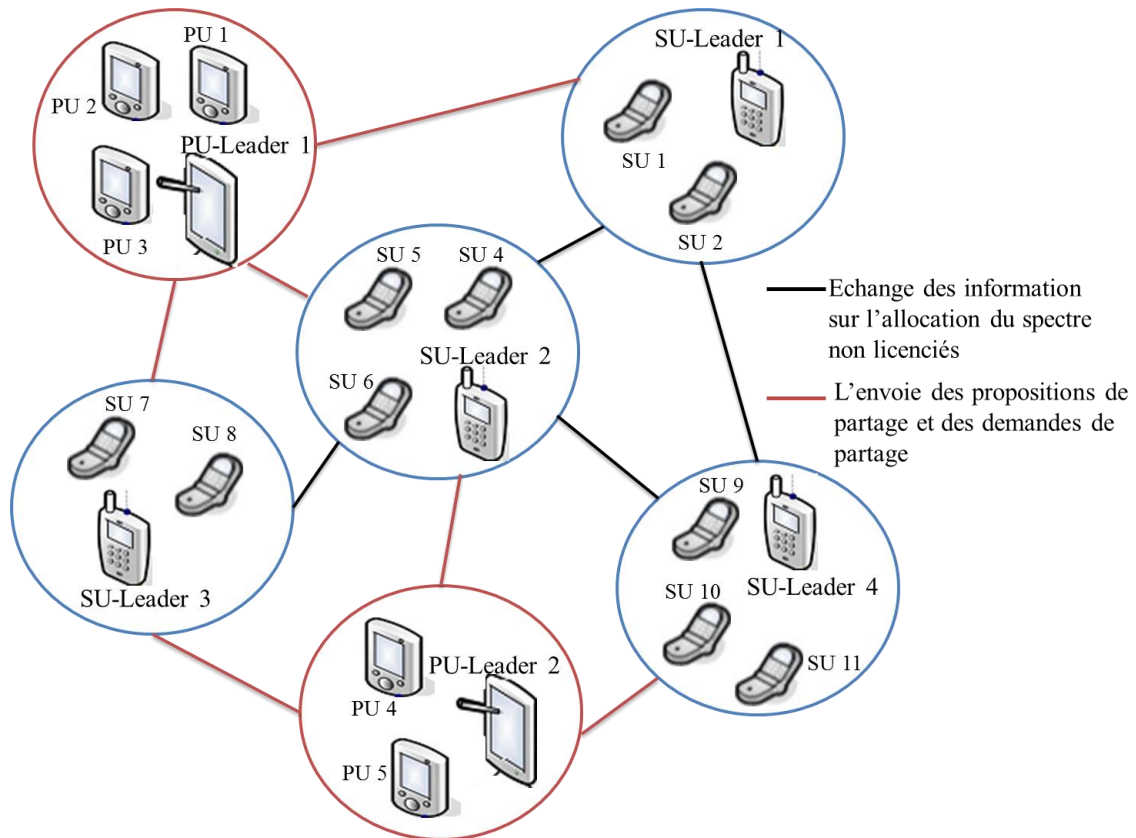 PU 1
PU 2
PU-Leader 1
PU 3
SU-Leader 1
SU 1
SU 2
SU 5
SU 4
SU-Leader 2
SU 6
Echange des information
sur l'allocation du spectre
non licenciés
L'envoie des propositions de
partage et des demandes de
partage
SU 7
SU 8
SU-Leader 3
SU 9
SU-Leader 4
SU 10
SU 11
PU-Leader 2
PU 4
PU 5